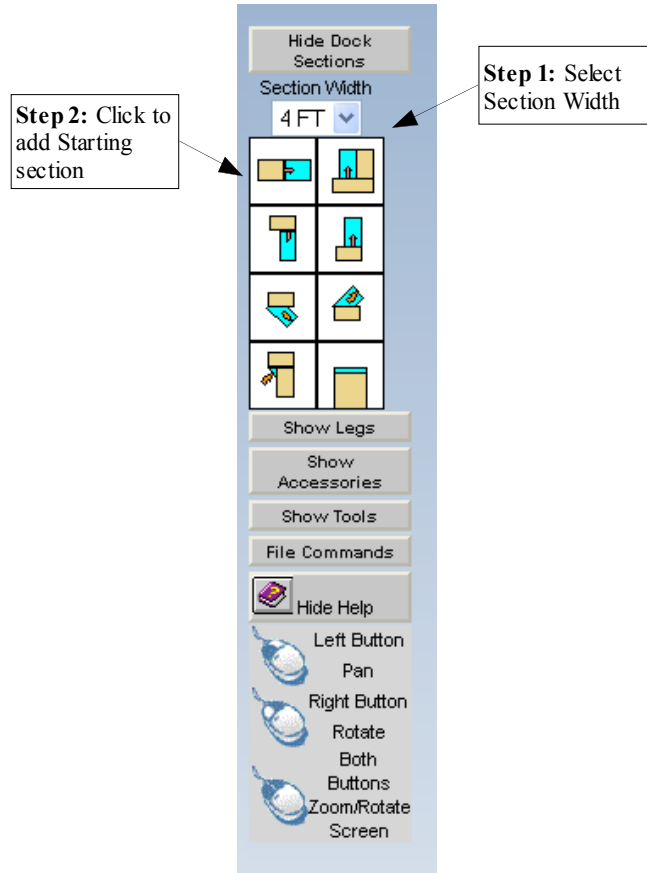 Hide Dock
Sections
Section Width
4 FT
Step 1: Select
Section Width
Step 2: Click to
add Starting
section
Show Legs
Show
Accessories
Show Tools
File Commands
Hide Help
Left Button
Pan
Right Button
Rotate
Both
Buttons
Zoom/Rotate
Screen